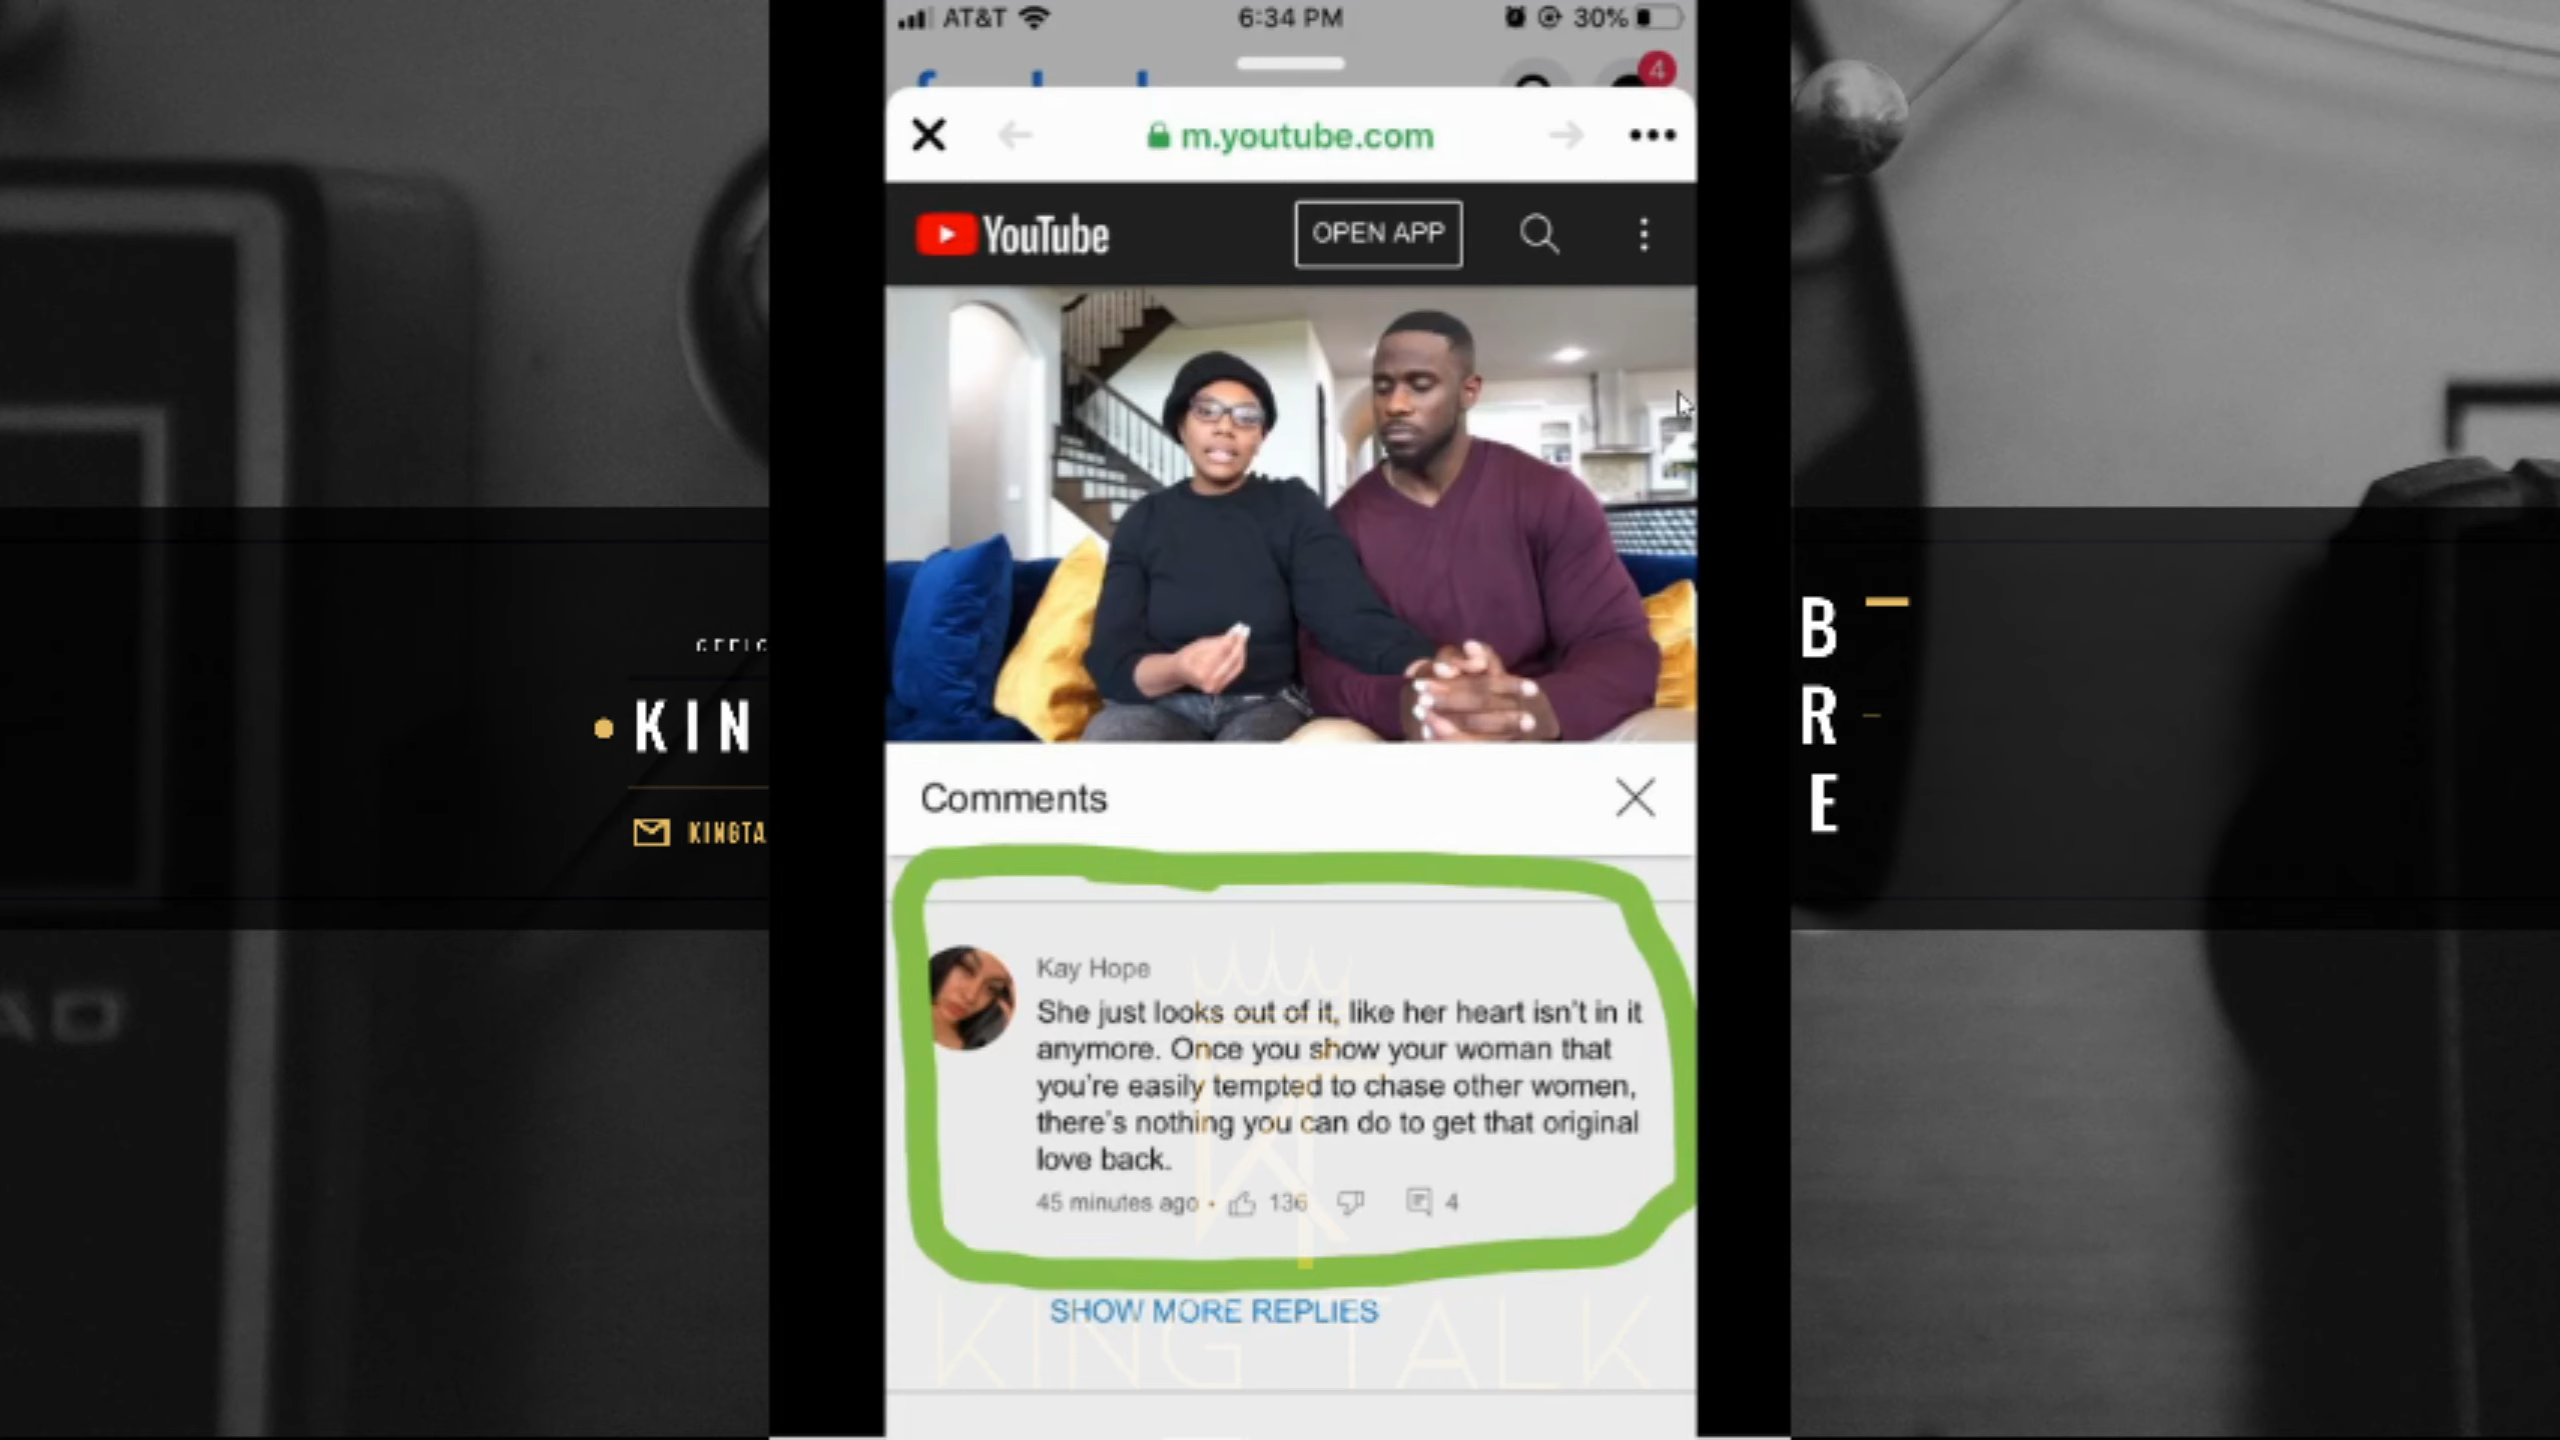 AT&T 6:34 PM 30%
4
m.youtube.com
YouTube OPEN APP
KIN
KINGTA
B
R
E
Comments
Kay Hope
She just looks out of it, like her heart isn't in it
anymore. Once you show your woman that
you're easily tempted to chase other women,
there's nothing you can do to get that original
love back.
45 minutes ago • 136 4
SHOW MORE REPLIES
KING TALK